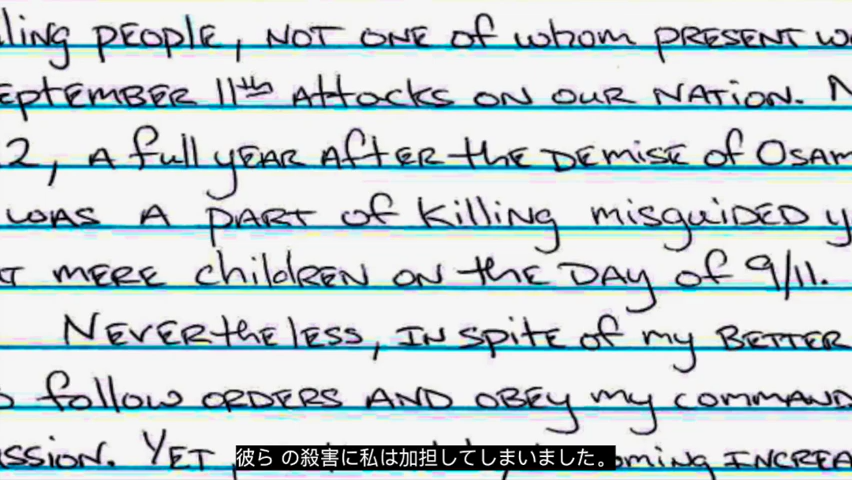 ling PEOPLE, NOT ONE of whom PRESENT
EPTEMBER 11th ATTACKS ON OUR NATION.
2, A full YEAR AFTER the DEMISE of OSAM
WAS A PART of killing misguided y
MERE children ON the DAY of 9/11.
NEVERtheless, IN spite of my BETTER
follow ORDERS AND OBEY my COMMAND
ssion. YET, oming INCREA
彼ら の殺害に私は加担してしまいました。